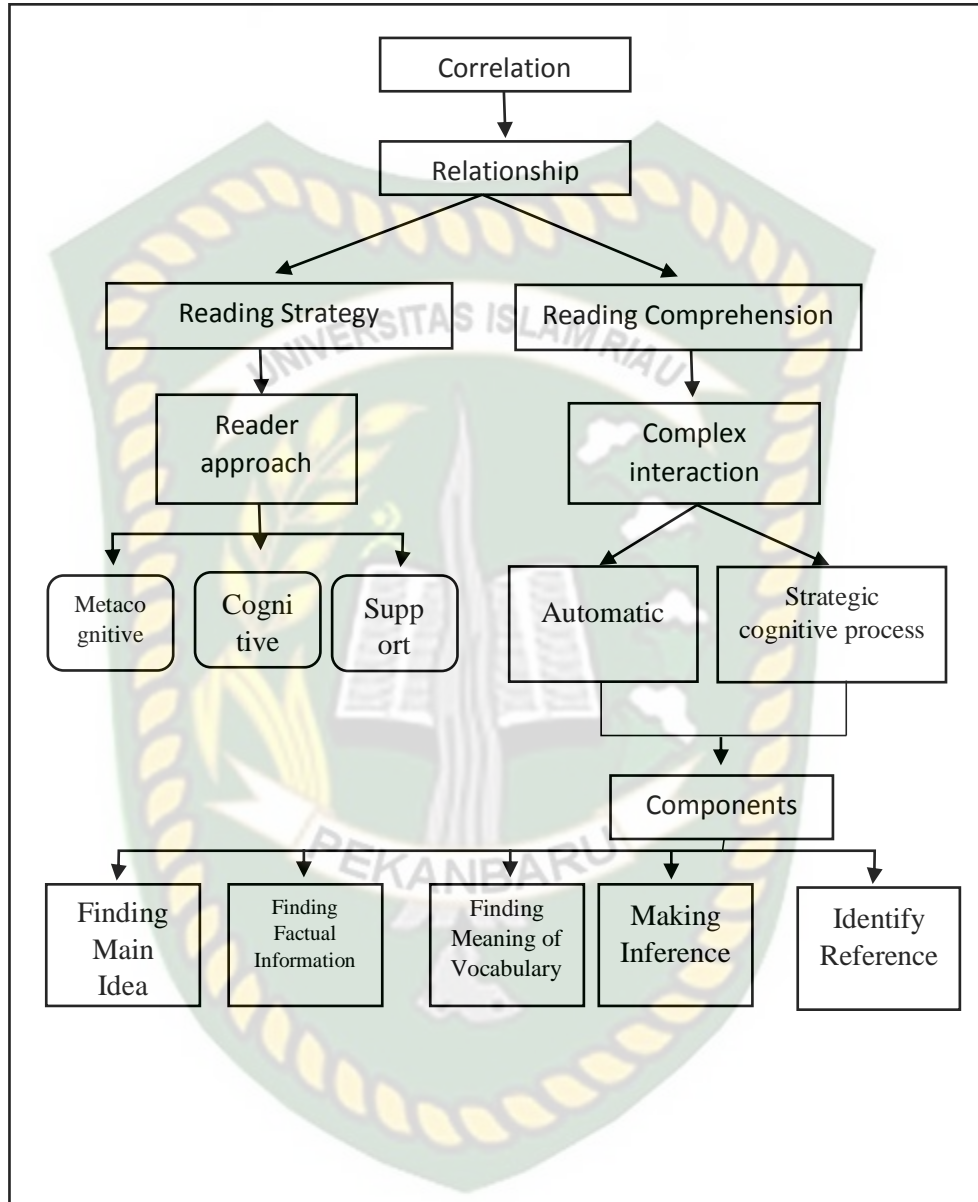 Correlation
Relationship
Reading Strategy
Reading Comprehension
UNIVERSITAS ISLAM RIAU
Reader
approach
Complex
interaction
Metaco
gnitive
Cogni
tive
Supp
ort
Automatic
Strategic
cognitive process
Components
PEKANBARU
Finding
Main
Idea
Finding
Factual
Information
Finding
Meaning of
Vocabulary
Making
Inference
Identify
Reference